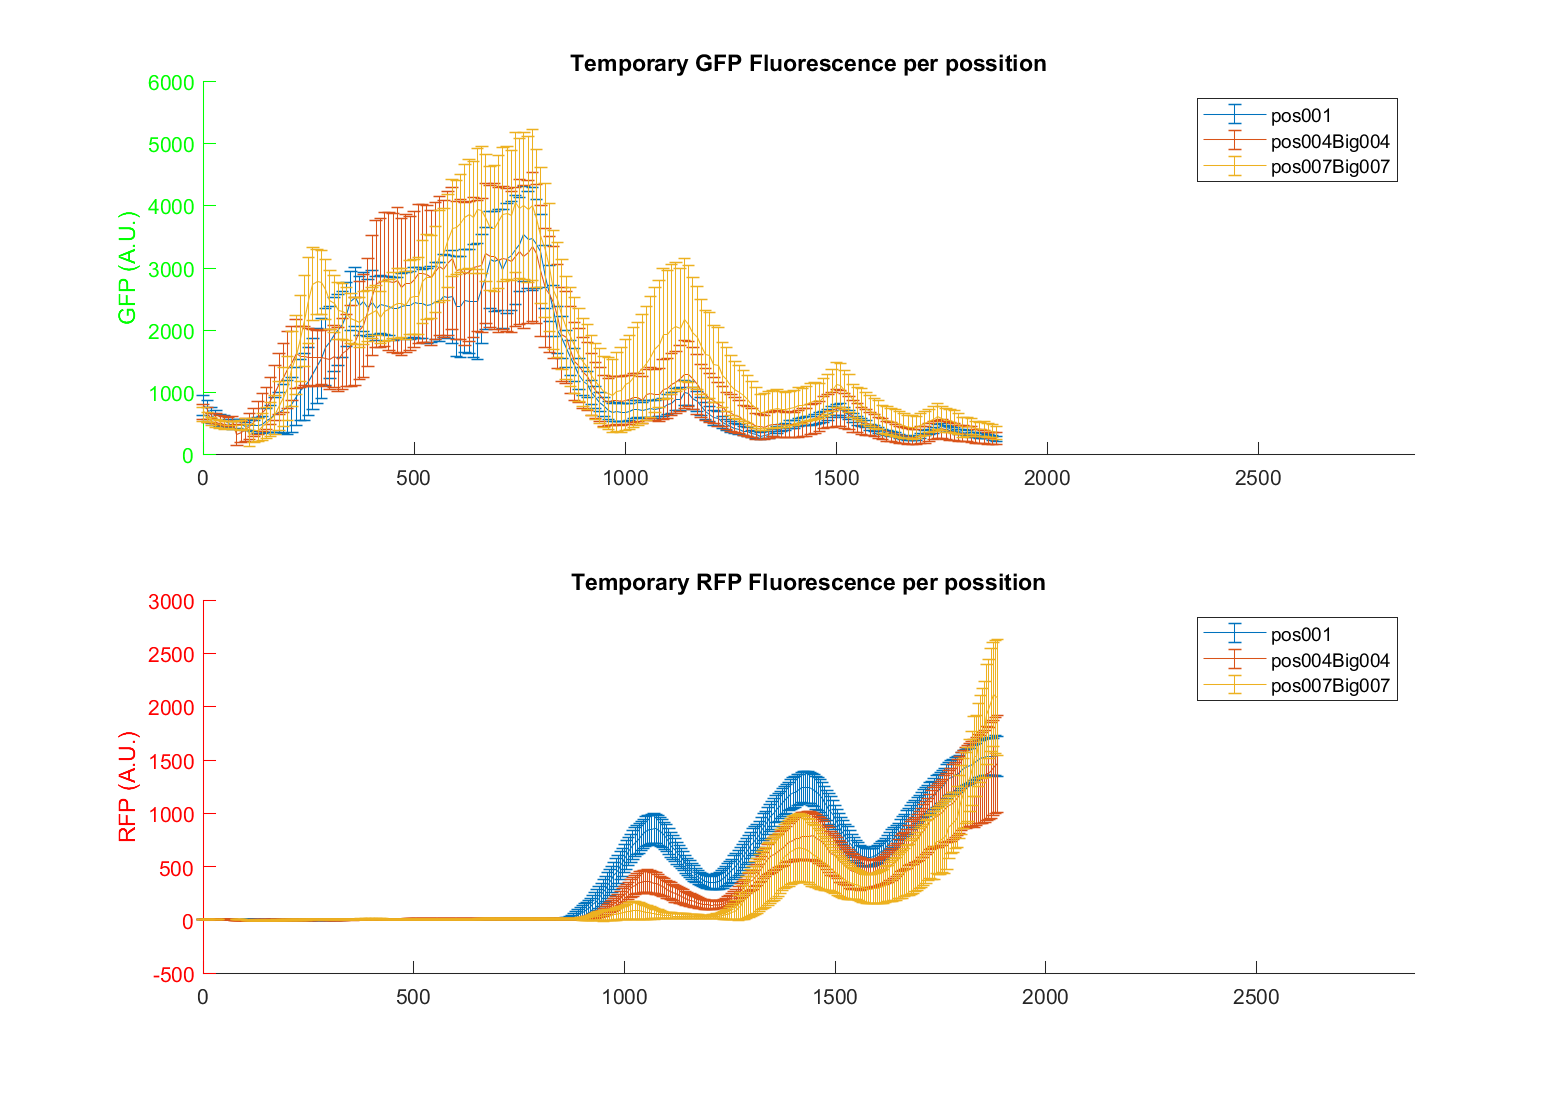 Temporary GFP Fluorescence per possition
6000
5000
4000
3000
2000
1000
0
GFP (A.U.)
0 500 1000 1500 2000 2500
pos001
pos004Big004
pos007Big007
Temporary RFP Fluorescence per possition
3000
2500
2000
1500
1000
500
0
-500
RFP (A.U.)
0 500 1000 1500 2000 2500
pos001
pos004Big004
pos007Big007